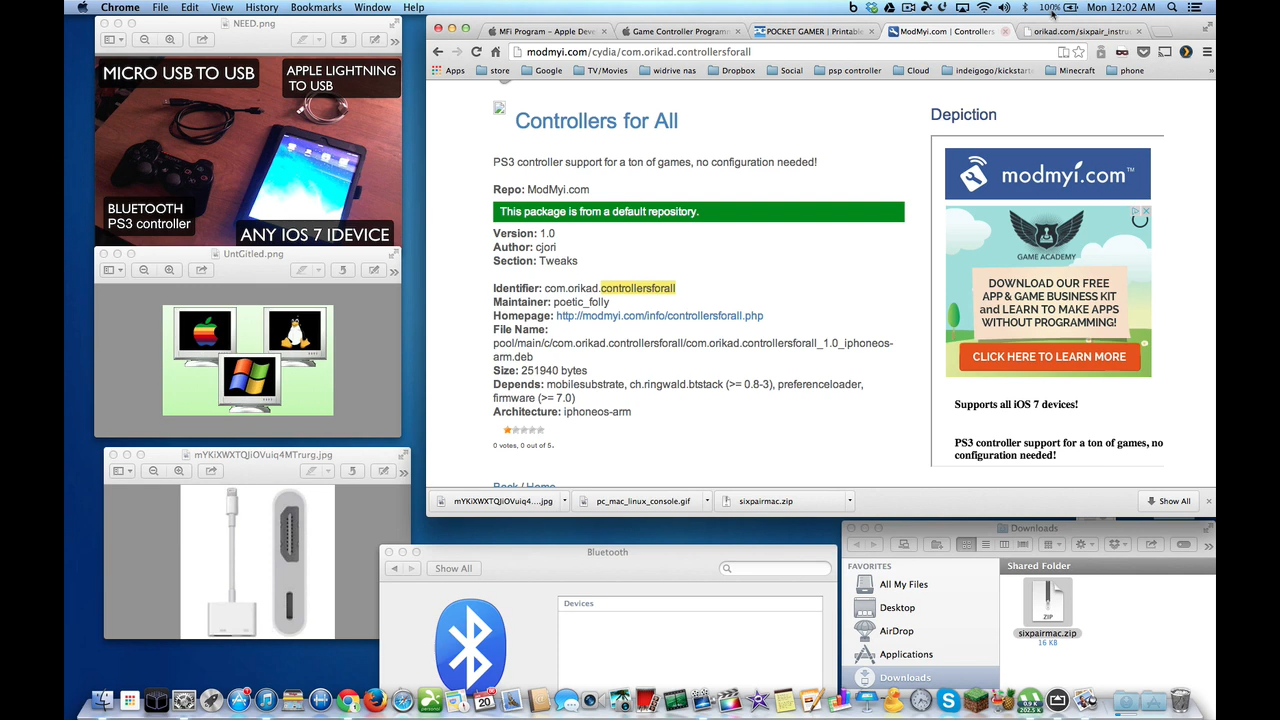 Chrome File Edit View History Bookmarks Window Help 100% Mon 12:02 AM
NEED.png
MICRO USB TO USB
APPLE LIGHTNING
TO USB
BLUETOOTH
PS3 controller
ANY IOS 7 IDEVICE
UntGitled.png
mYKiXWXTQJiOVuiq4MTrurg.jpg
MFi Program – Apple Dev
Game Controller Program
POCKET GAMER | Printable
ModMyi.com | Controllers
orikad.com/sixpair_instru
modmyi.com/cydia/com.orikad.controllersforall
Apps store Google TV/Movies widrive nas Dropbox Social psp controller Cloud indeigogo/kickstarte Minecraft phone
Controllers for All
PS3 controller support for a ton of games, no configuration needed!
Repo: ModMyi.com
This package is from a default repository.
Version: 1.0
Author: cjori
Section: Tweaks
Identifier: com.orikad.controllersforall
Maintainer: poetic_folly
Homepage: http://modmyi.com/info/controllersforall.php
File Name:
pool/main/c/com.orikad.controllersforall/com.orikad.controllersforall_1.0_iphoneos-
arm.deb
Size: 251940 bytes
Depends: mobilesubstrate, ch.ringwald.btstack (>= 0.8-3), preferenceloader,
firmware (>= 7.0)
Architecture: iphoneos-arm
0 votes, 0 out of 5.
Back / Home
Depiction
modmyi.com™
GAME ACADEMY
DOWNLOAD OUR FREE
APP & GAME BUSINESS KIT
and LEARN TO MAKE APPS
WITHOUT PROGRAMMING!
CLICK HERE TO LEARN MORE
Supports all iOS 7 devices!
PS3 controller support for a ton of games, no
configuration needed!
mYKiXWXTQJiOVuiq4....jpg
pc_mac_linux_console.gif
sixpairmac.zip
Show All
Bluetooth
Show All
Devices
Downloads
FAVORITES
All My Files
Desktop
AirDrop
Applications
Downloads
Shared Folder
ZIP
sixpairmac.zip
16 KB
20
0.9 K
202.5 K